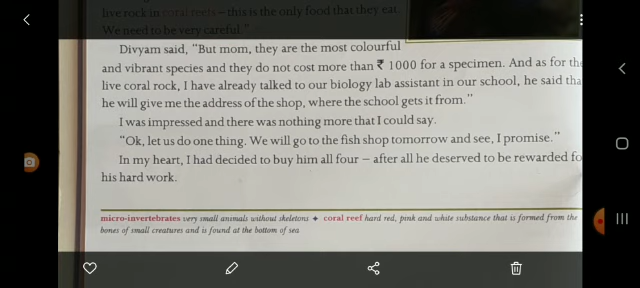 live rock in coral reefs – this is the only food that they eat.
We need to be very careful."
Divyam said, "But mom, they are the most colourful
and vibrant species and they do not cost more than ₹ 1000 for a specimen. And as for the
live coral rock, I have already talked to our biology lab assistant in our school, he said tha
he will give me the address of the shop, where the school gets it from."
I was impressed and there was nothing more that I could say.
"Ok, let us do one thing. We will go to the fish shop tomorrow and see, I promise."
In my heart, I had decided to buy him all four – after all he deserved to be rewarded fo
his hard work.
micro-invertebrates very small animals without skeletons ✦ coral reef hard red, pink and white substance that is formed from the
bones of small creatures and is found at the bottom of sea